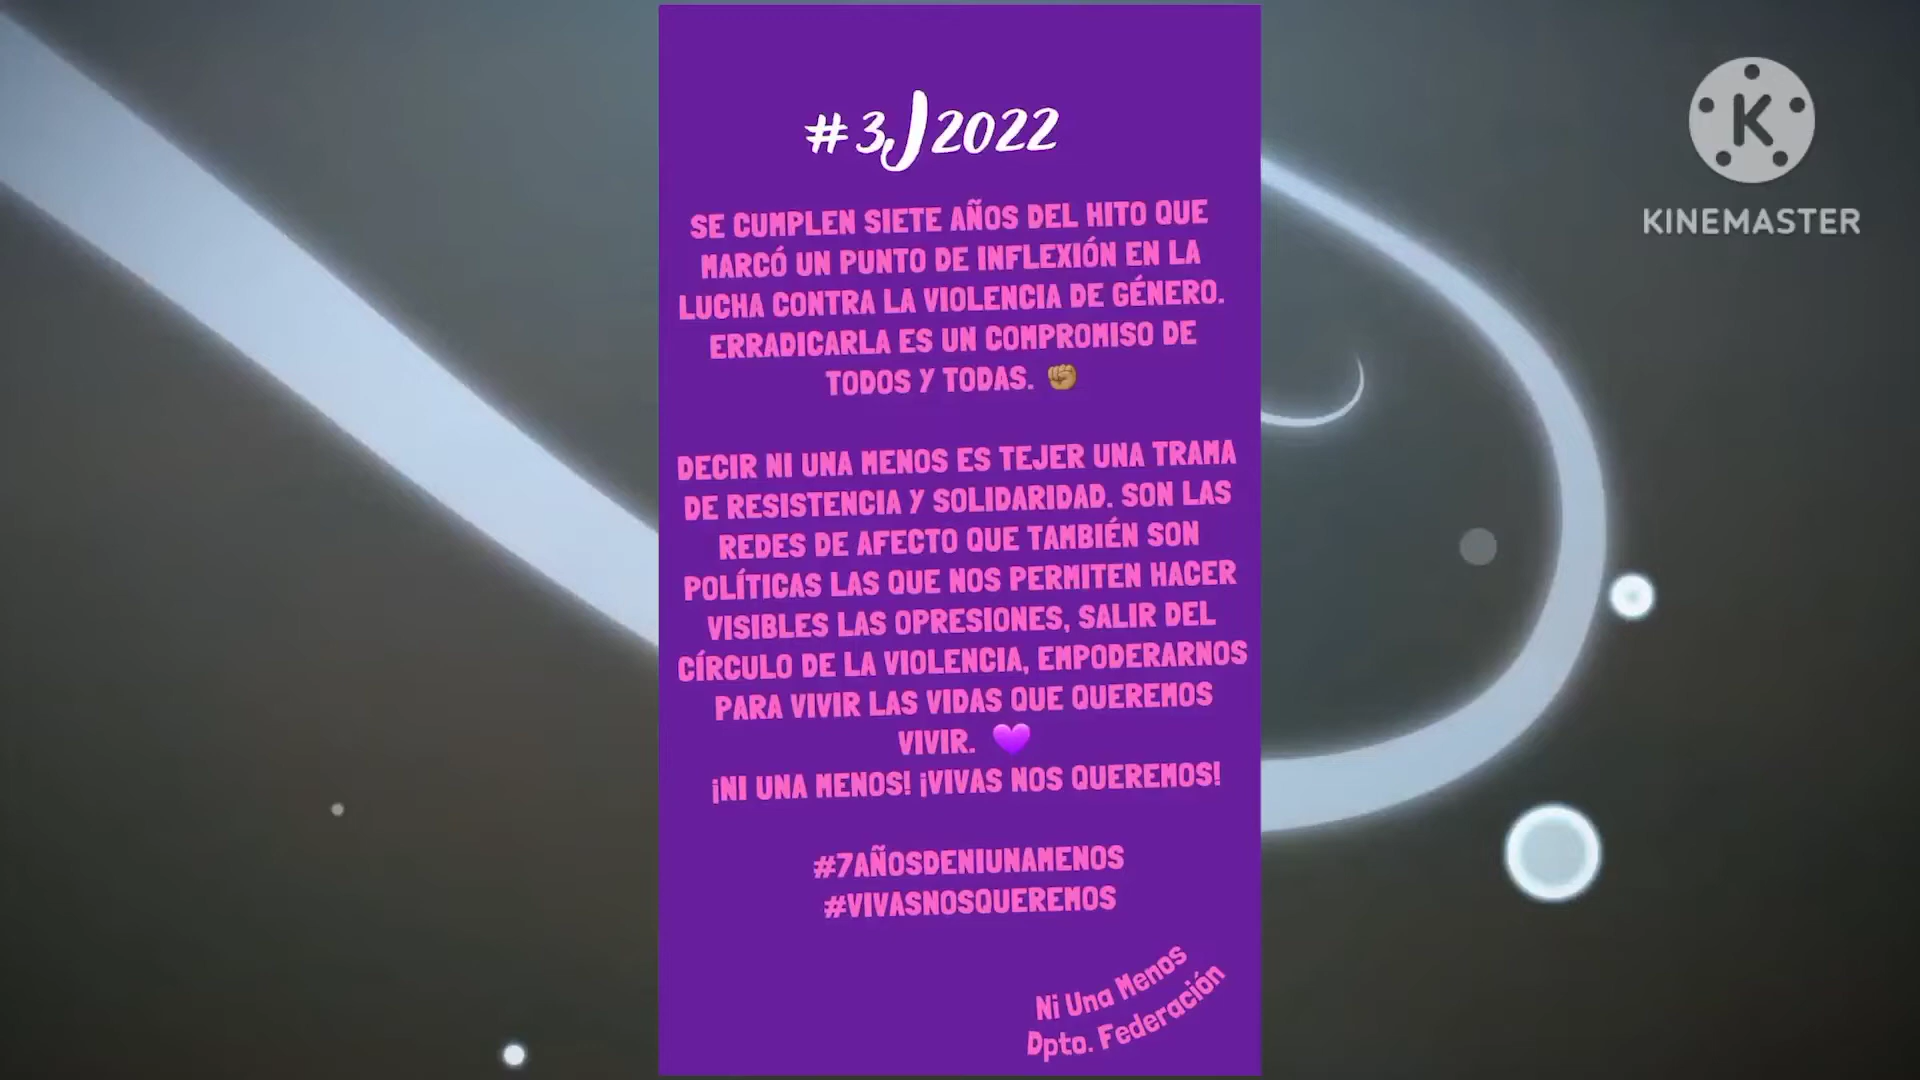 #3J2022
SE CUMPLEN SIETE AÑOS DEL HITO QUE
MARCÓ UN PUNTO DE INFLEXIÓN EN LA
LUCHA CONTRA LA VIOLENCIA DE GÉNERO.
ERRADICARLA ES UN COMPROMISO DE
TODOS Y TODAS. ✊
DECIR NI UNA MENOS ES TEJER UNA TRAMA
DE RESISTENCIA Y SOLIDARIDAD. SON LAS
REDES DE AFECTO QUE TAMBIÉN SON
POLÍTICAS LAS QUE NOS PERMITEN HACER
VISIBLES LAS OPRESIONES, SALIR DEL
CÍRCULO DE LA VIOLENCIA, EMPODERARNOS
PARA VIVIR LAS VIDAS QUE QUEREMOS
VIVIR. 💜
¡NI UNA MENOS! ¡VIVAS NOS QUEREMOS!
#7AÑOSDENIUNAMENOS
#VIVASNOSQUEREMOS
Ni Una Menos
Dpto. Federación
K
KINEMASTER